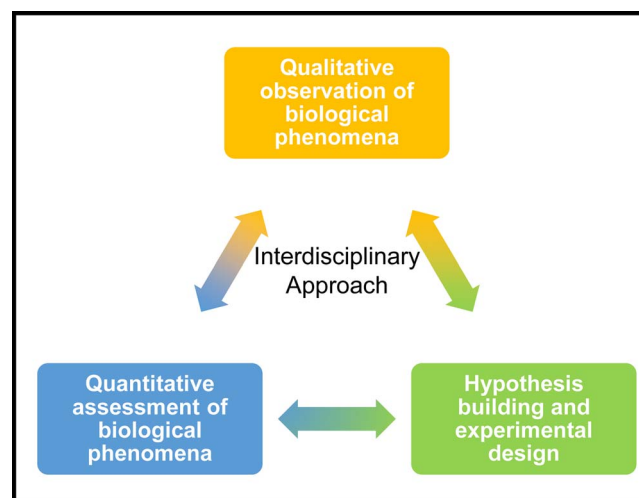 Qualitative
observation of
biological
phenomena
Interdisciplinary
Approach
Quantitative
assessment of
biological
phenomena
Hypothesis
building and
experimental
design